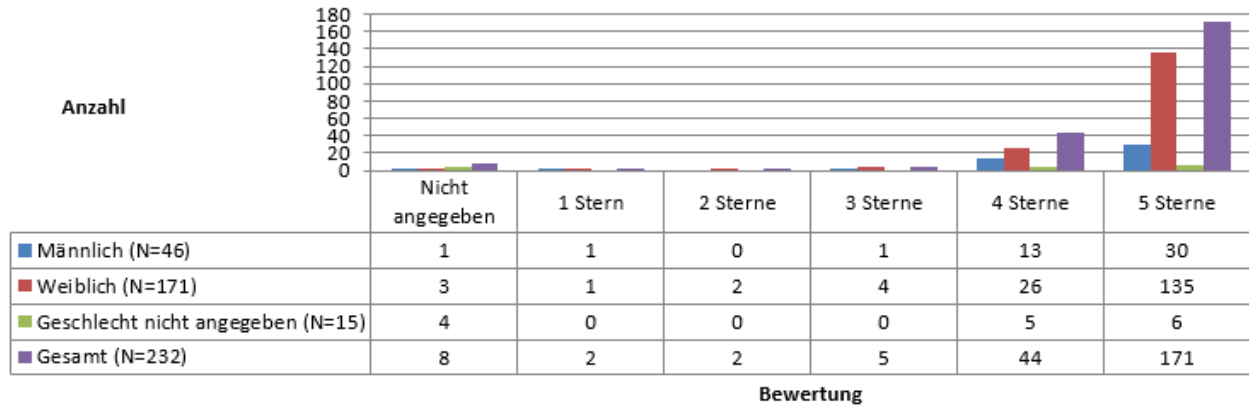 180
160
140
120
100
80
60
40
20
0
Anzahl
Nicht angegeben 1 Stern 2 Sterne 3 Sterne 4 Sterne 5 Sterne
Männlich (N=46) 1 1 0 1 13 30
Weiblich (N=171) 3 1 2 4 26 135
Geschlecht nicht angegeben (N=15) 4 0 0 0 5 6
Gesamt (N=232) 8 2 2 5 44 171
Bewertung